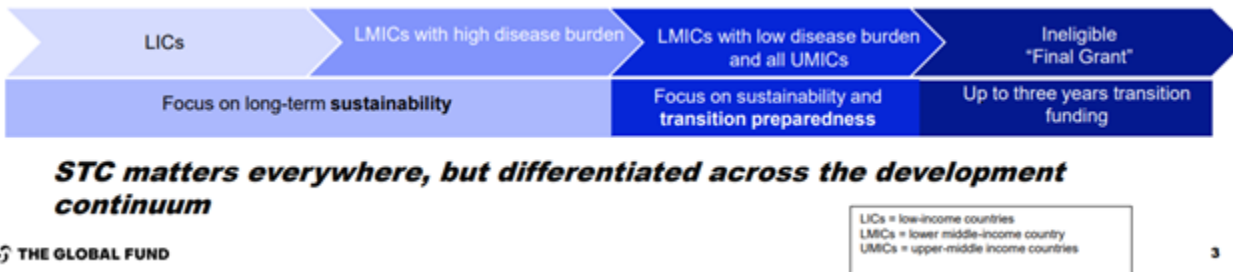 LICs
LMICs with high disease burden
LMICs with low disease burden
and all UMICs
Ineligible
“Final Grant”
Focus on long-term sustainability
Focus on sustainability and
transition preparedness
Up to three years transition
funding
STC matters everywhere, but differentiated across the development
continuum
LICs = low-income countries
LMICs = lower middle-income country
UMICs = upper-middle income countries
THE GLOBAL FUND
3